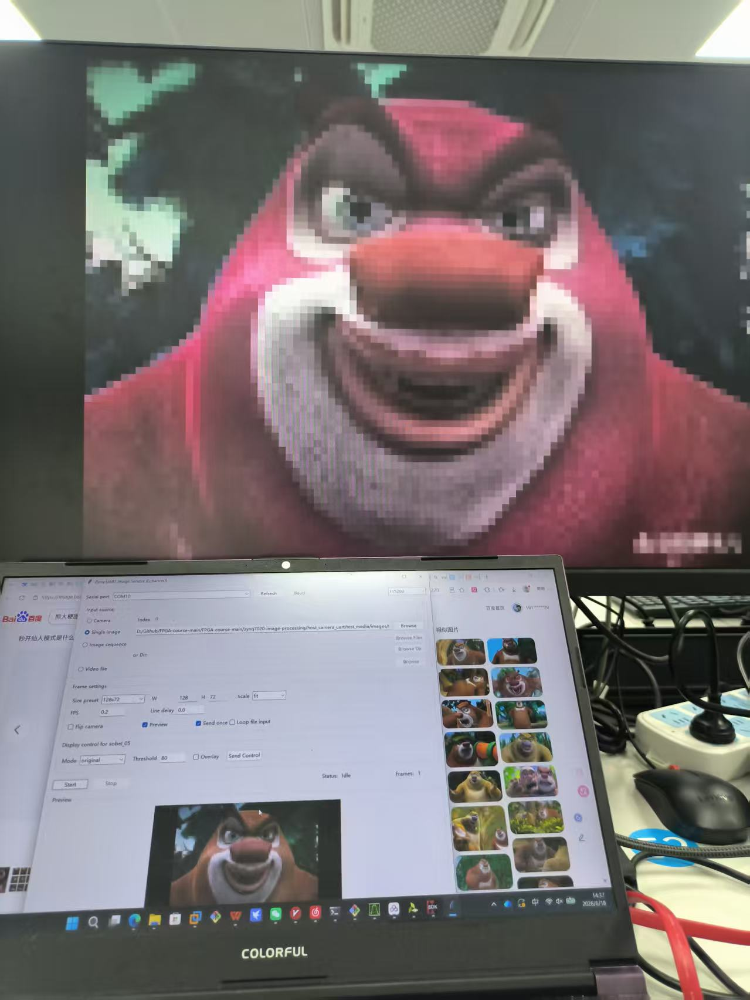 Zynq UART Image Sender (Enhanced)
Serial port COM10 Refresh Baud 115200
Input source
Camera Index 0
Single image D:/Github/FPGA-course-main/FPGA-course-main/zynq7020-image-processing/host_camera_uart/test_media/images/ Browse
Image sequence Browse Files
or Dir Browse Dir
Video file Browse
Frame settings
Size preset 128x72 W 128 H 72 Scale fit
FPS 0.2 Line delay 0.0
Flip camera Preview Send once Loop file input
Display control for sobel_05
Mode original Threshold 80 Overlay Send Control
Start Stop Status: Idle Frames: 1
Preview
https://image.bai
Bai du 百度
熊大梗图
秒开仙人模式是什么
229
百度首页
191******20
相似图片
SDK
中
14:37
2026/6/18
COLORFUL
Lenovo